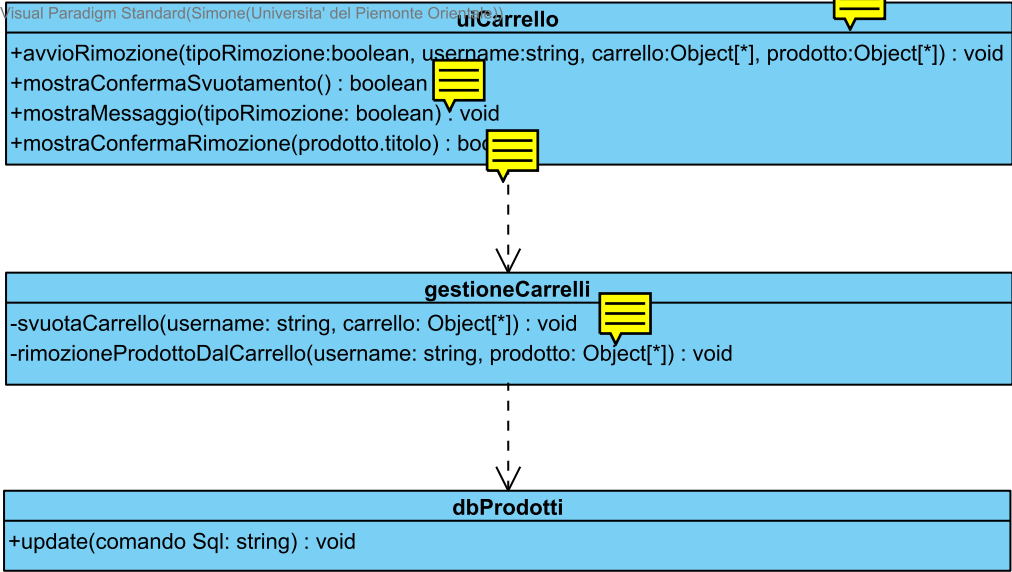 Visual Paradigm Standard(Simone(Universita' del Piemonte Orientale))
uiCarrello
+avvioRimozione(tipoRimozione:boolean, username:string, carrello:Object[*], prodotto:Object[*]) : void
+mostraConfermaSvuotamento() : boolean
+mostraMessaggio(tipoRimozione: boolean) : void
+mostraConfermaRimozione(prodotto.titolo) :
gestioneCarrelli
-svuotaCarrello(username: string, carrello: Object[*]) : void
-rimozioneProdottoDalCarrello(username: string, prodotto: Object[*]) : void
dbProdotti
+update(comando Sql: string) : void